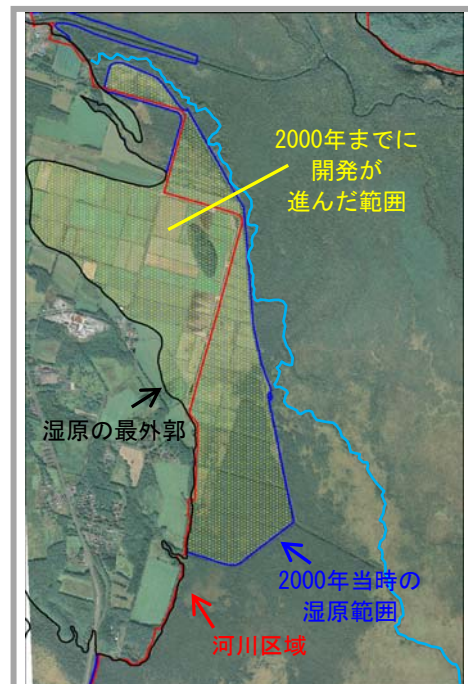 2000年までに
開発が
進んだ範囲
湿原の最外郭
2000年当時の
湿原範囲
河川区域